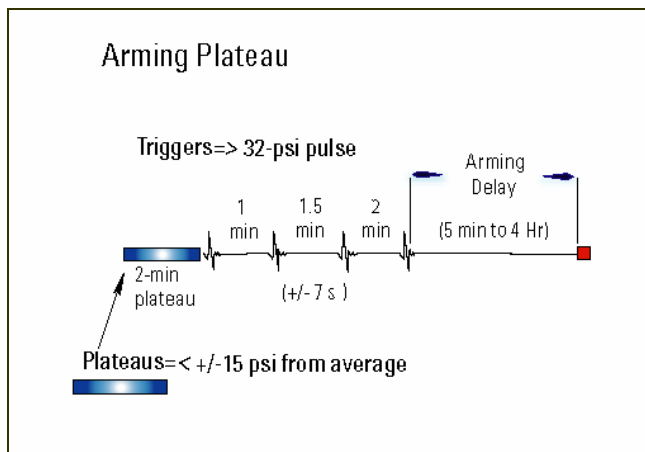 Arming Plateau
Triggers=> 32-psi pulse
Arming
Delay
1
min
1.5
min
2
min
(5 min to 4 Hr)
2-min
plateau
(+/- 7 s )
Plateaus=< +/-15 psi from average